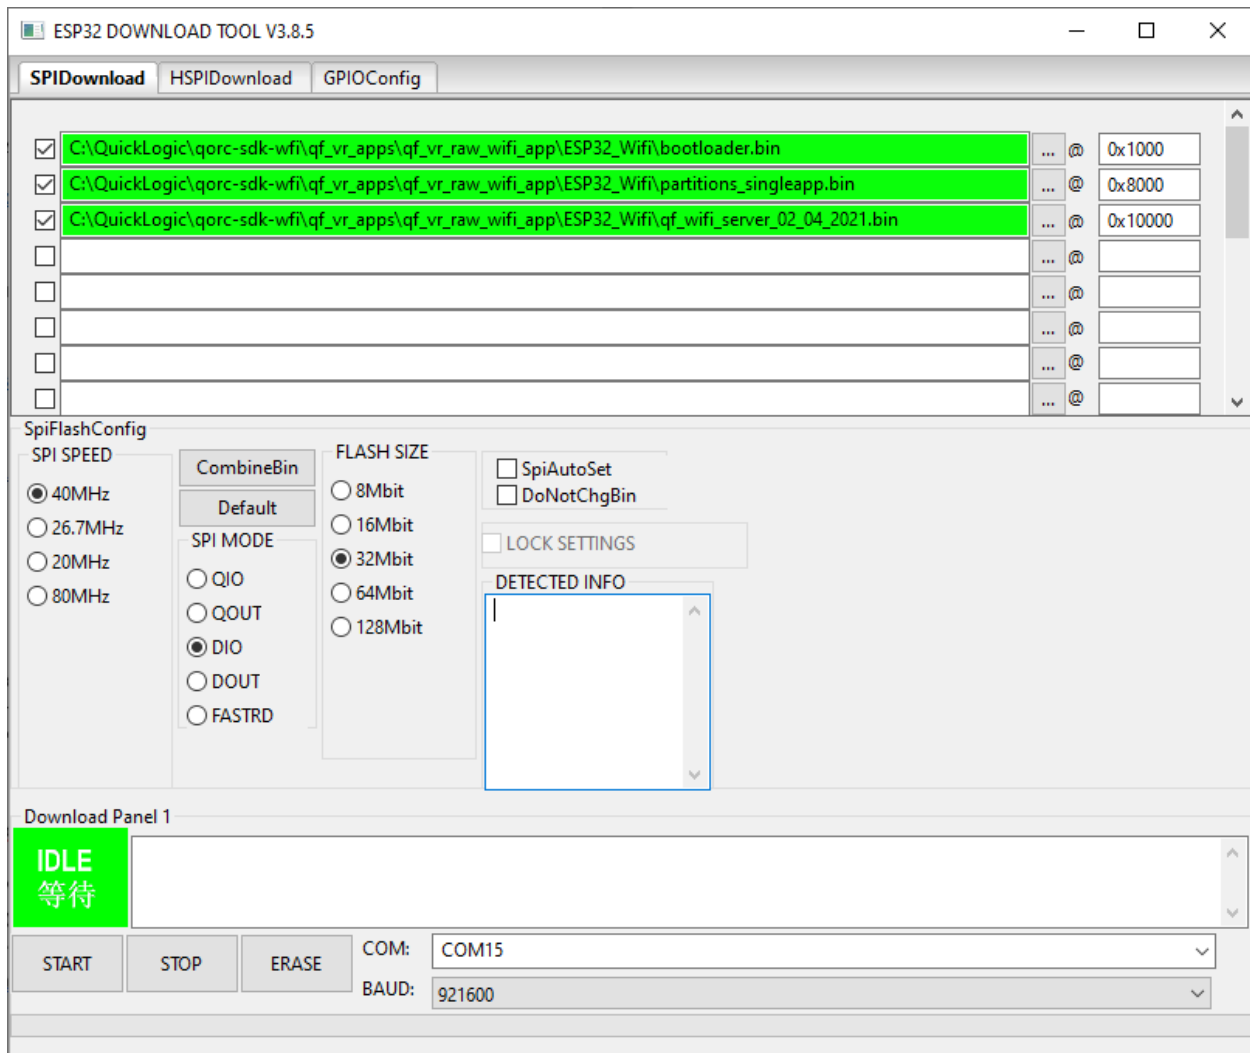 ESP32 DOWNLOAD TOOL V3.8.5
SPIDownload HSPIDownload GPIOConfig
C:\QuickLogic\qorc-sdk-wfi\qf_vr_apps\qf_vr_raw_wifi_app\ESP32_Wifi\bootloader.bin ... @ 0x1000
C:\QuickLogic\qorc-sdk-wfi\qf_vr_apps\qf_vr_raw_wifi_app\ESP32_Wifi\partitions_singleapp.bin ... @ 0x8000
C:\QuickLogic\qorc-sdk-wfi\qf_vr_apps\qf_vr_raw_wifi_app\ESP32_Wifi\qf_wifi_server_02_04_2021.bin ... @ 0x10000
... @
... @
... @
... @
... @
SpiFlashConfig
SPI SPEED
40MHz
26.7MHz
20MHz
80MHz
CombineBin
Default
SPI MODE
QIO
QOUT
DIO
DOUT
FASTRD
FLASH SIZE
8Mbit
16Mbit
32Mbit
64Mbit
128Mbit
SpiAutoSet
DoNotChgBin
LOCK SETTINGS
DETECTED INFO
Download Panel 1
IDLE
等待
START STOP ERASE
COM: COM15
BAUD: 921600